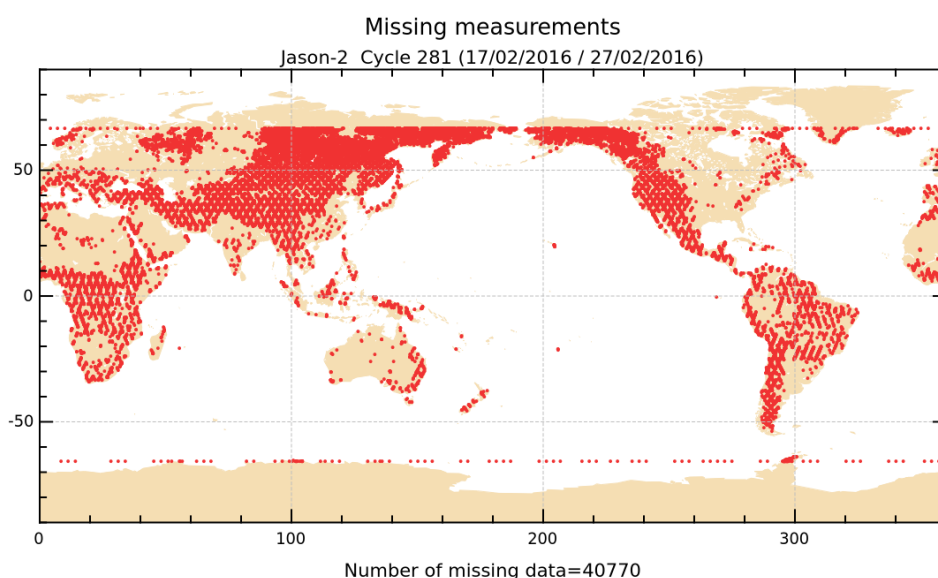 Missing measurements
Jason-2 Cycle 281 (17/02/2016 / 27/02/2016)
50
0
-50
0 100 200 300
Number of missing data=40770